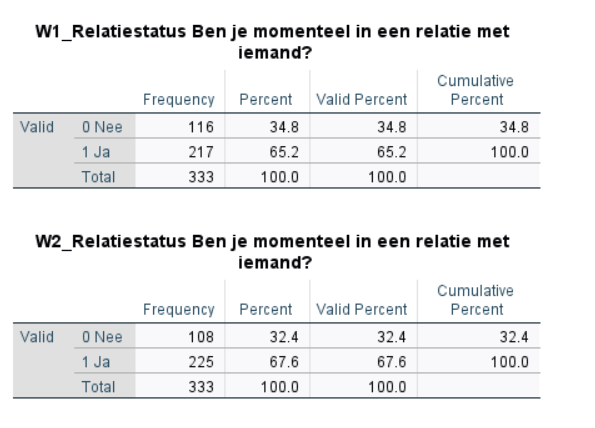 W1_Relatiestatus Ben je momenteel in een relatie met
iemand?
Frequency Percent Valid Percent Cumulative Percent
Valid 0 Nee 116 34.8 34.8 34.8
1 Ja 217 65.2 65.2 100.0
Total 333 100.0 100.0
W2_Relatiestatus Ben je momenteel in een relatie met
iemand?
Frequency Percent Valid Percent Cumulative Percent
Valid 0 Nee 108 32.4 32.4 32.4
1 Ja 225 67.6 67.6 100.0
Total 333 100.0 100.0